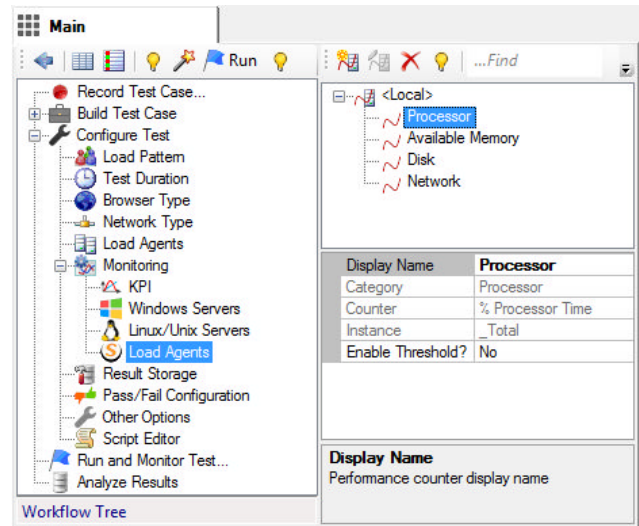 Main
Run
...Find
Record Test Case...
Build Test Case
Configure Test
Load Pattern
Test Duration
Browser Type
Network Type
Load Agents
Monitoring
KPI
Windows Servers
Linux/Unix Servers
Load Agents
Result Storage
Pass/Fail Configuration
Other Options
Script Editor
Run and Monitor Test...
Analyze Results
Workflow Tree
<Local>
Processor
Available Memory
Disk
Network
Display Name Processor
Category Processor
Counter % Processor Time
Instance _Total
Enable Threshold? No
Display Name
Performance counter display name